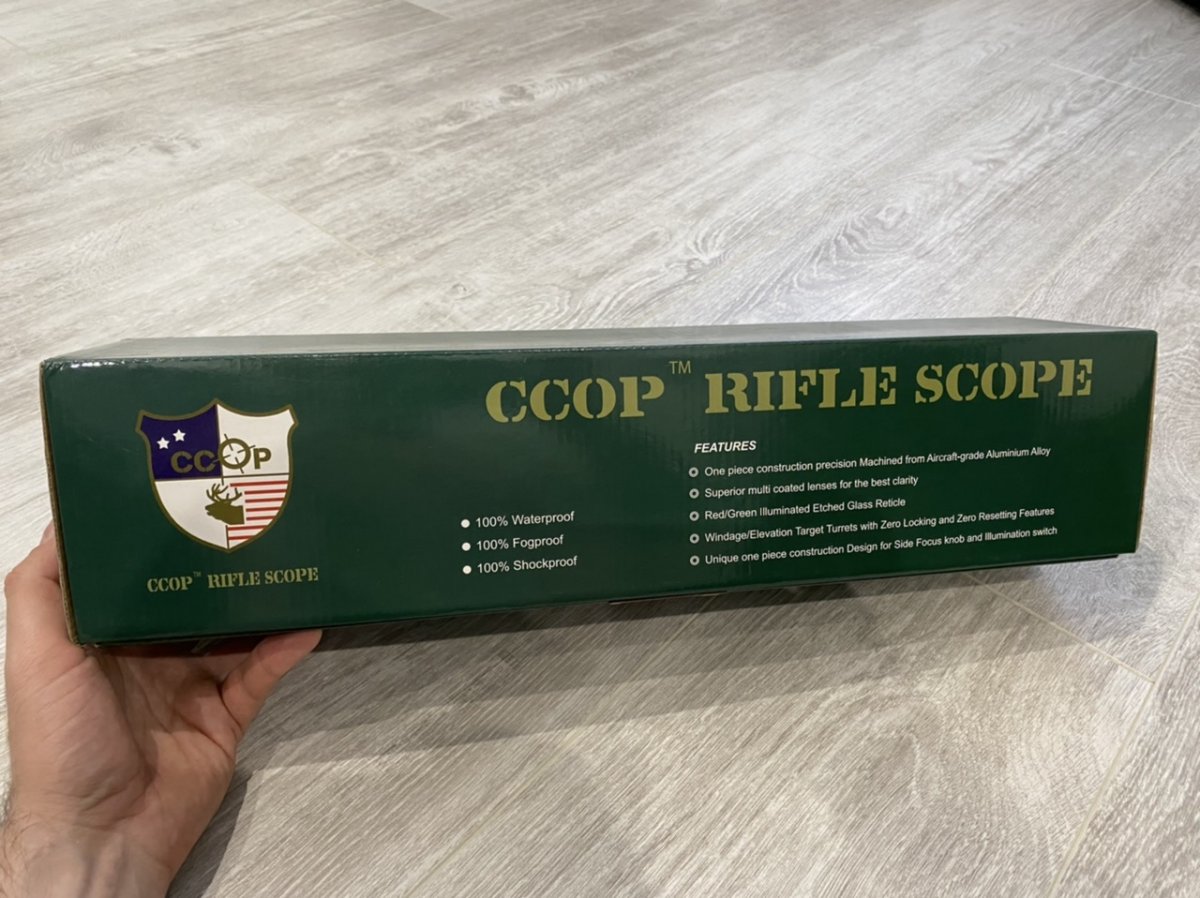 CCOP™ RIFLE SCOPE
CCOP
CCOP™ RIFLE SCOPE
100% Waterproof
100% Fogproof
100% Shockproof
FEATURES
One piece construction precision Machined from Aircraft-grade Aluminium Alloy
Superior multi coated lenses for the best clarity
Red/Green Illuminated Etched Glass Reticle
Windage/Elevation Target Turrets with Zero Locking and Zero Resetting Features
Unique one piece construction Design for Side Focus knob and Illumination switch